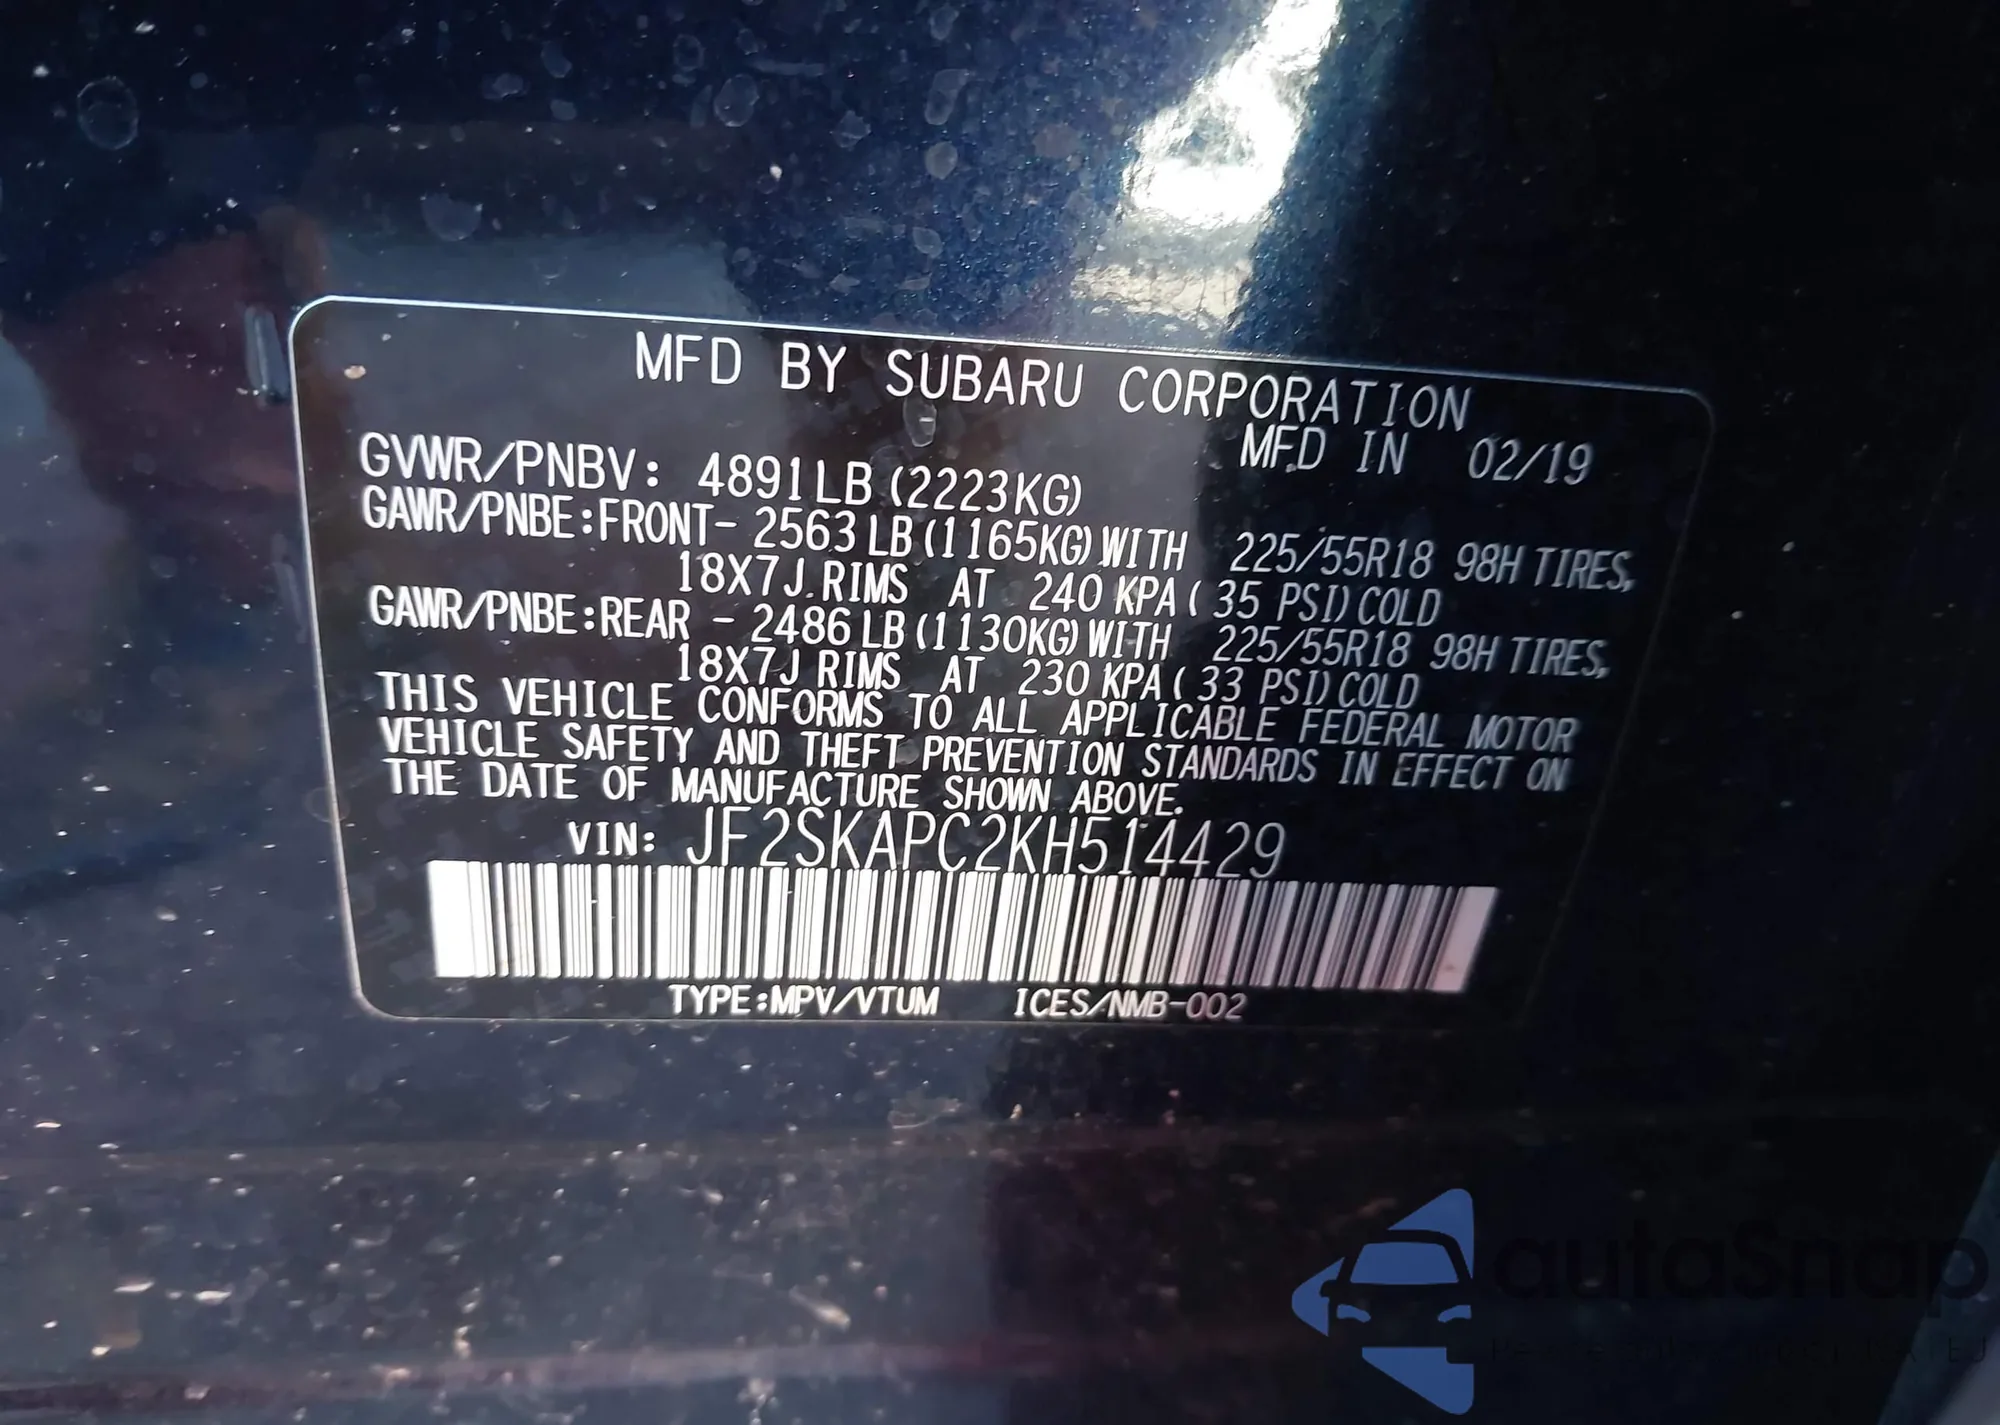 MFD BY SUBARU CORPORATION
MFD IN 02/19
GVWR/PNBV: 4891LB (2223KG)
GAWR/PNBE:FRONT- 2563 LB(1165KG)WITH 225/55R18 98H TIRES,
18X7J RIMS AT 240 KPA( 35 PSI)COLD
GAWR/PNBE:REAR - 2486 LB(1130KG)WITH 225/55R18 98H TIRES,
18X7J RIMS AT 230 KPA( 33 PSI)COLD
THIS VEHICLE CONFORMS TO ALL APPLICABLE FEDERAL MOTOR
VEHICLE SAFETY AND THEFT PREVENTION STANDARDS IN EFFECT ON
THE DATE OF MANUFACTURE SHOWN ABOVE.
VIN: JF2SKAPC2KH514429
TYPE:MPV/VTUM ICES/NMB-002
autoSnap